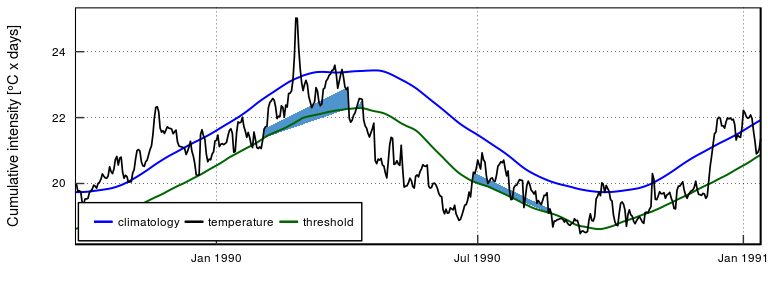 Cumulative intensity [°C x days]
24
22
20
climatology temperature threshold
Jan 1990 Jul 1990 Jan 1991